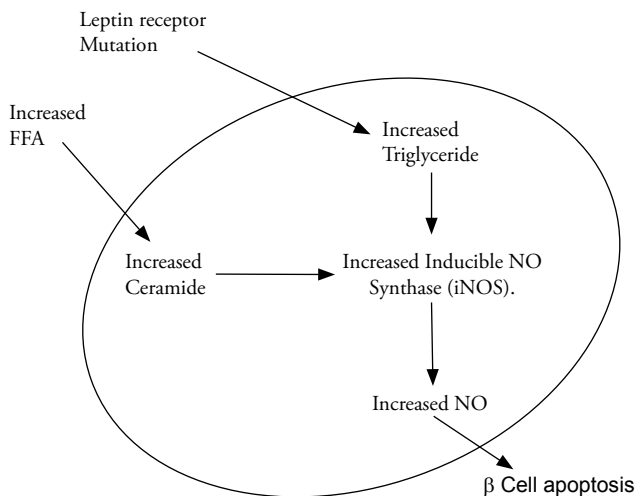 Leptin receptor
Mutation
Increased
FFA
Increased
Triglyceride
Increased
Ceramide
Increased Inducible NO
Synthase (iNOS).
Increased NO
β Cell apoptosis